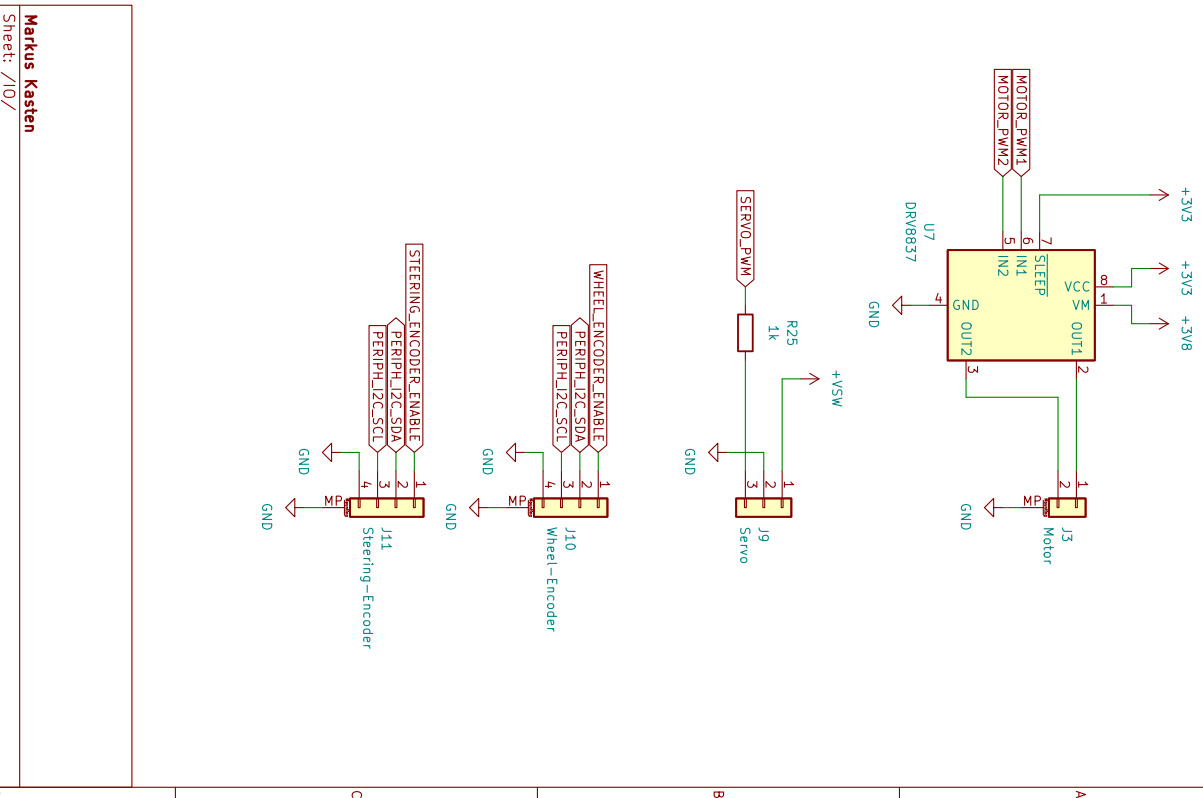 +3V3
+3V3
+3V8
MOTOR_PWM1
MOTOR_PWM2
7
6
5
SLEEP
IN1
IN2
U7
DRV8837
8
VCC
1
VM
4
GND
GND
OUT1
OUT2
2
3
1
2
MP
GND
J3
Motor
SERVO_PWM
R25
1k
+VSW
GND
1
2
3
J9
Servo
WHEEL_ENCODER_ENABLE
PERIPH_I2C_SDA
PERIPH_I2C_SCL
GND
1
2
3
4
MP
GND
J10
Wheel-Encoder
STEERING_ENCODER_ENABLE
PERIPH_I2C_SDA
PERIPH_I2C_SCL
GND
1
2
3
4
MP
GND
J11
Steering-Encoder
A
B
C
Markus Kasten
Sheet: /IO/